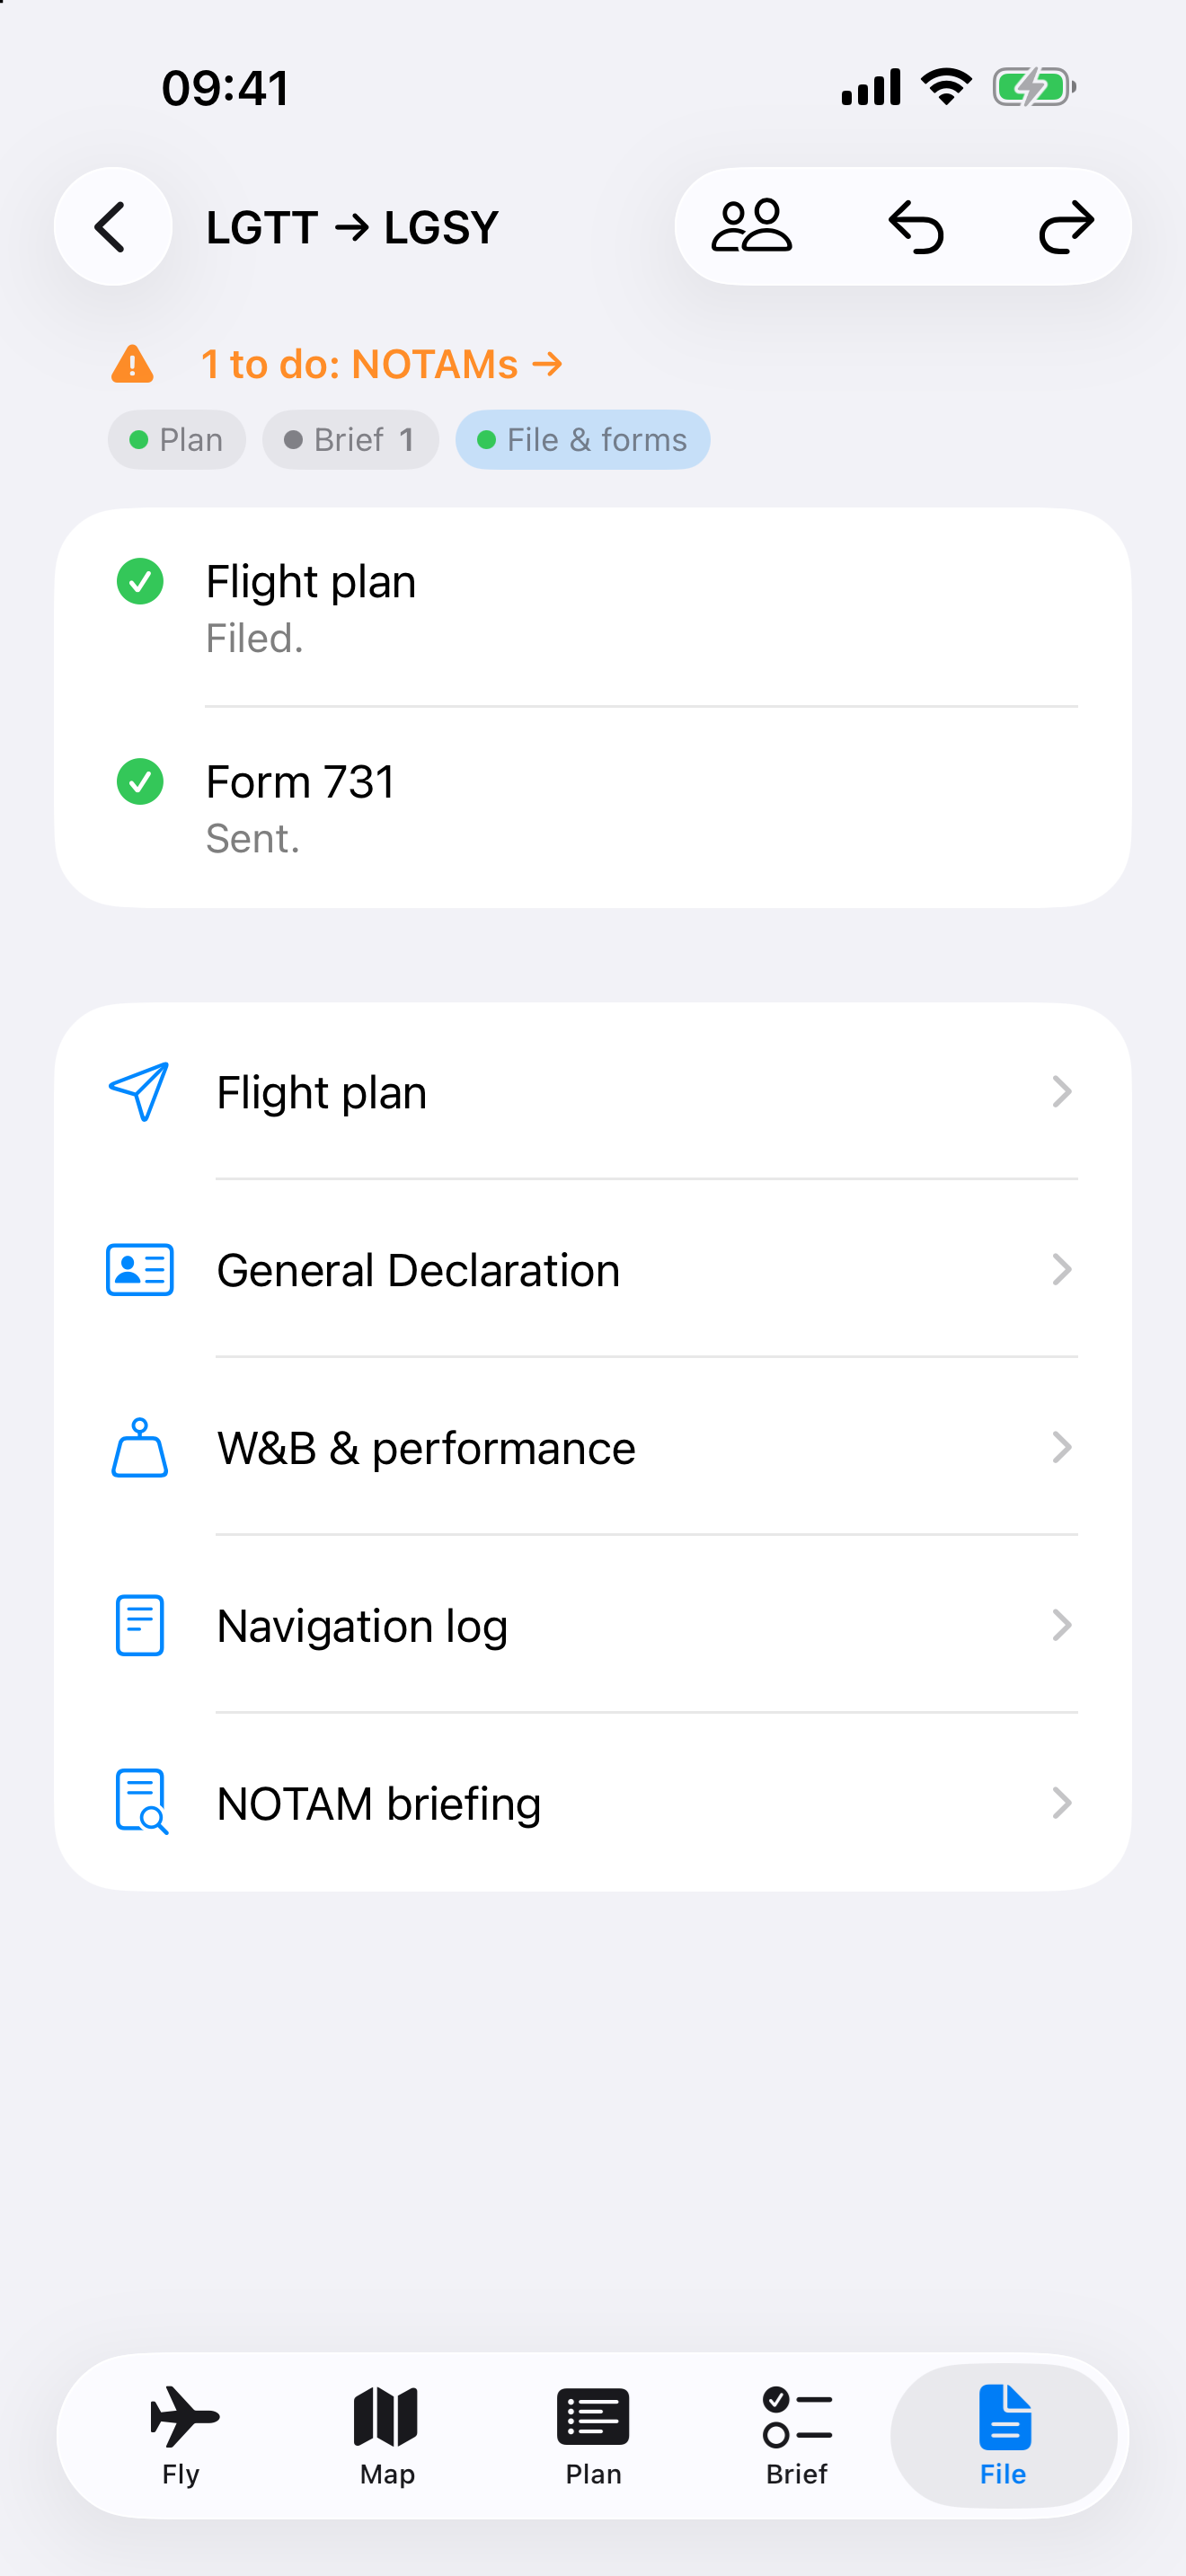 09:41
LGTT → LGSY
1 to do: NOTAMs →
Plan
Brief 1
File & forms
Flight plan
Filed.
Form 731
Sent.
Flight plan
General Declaration
W&B & performance
Navigation log
NOTAM briefing
Fly
Map
Plan
Brief
File